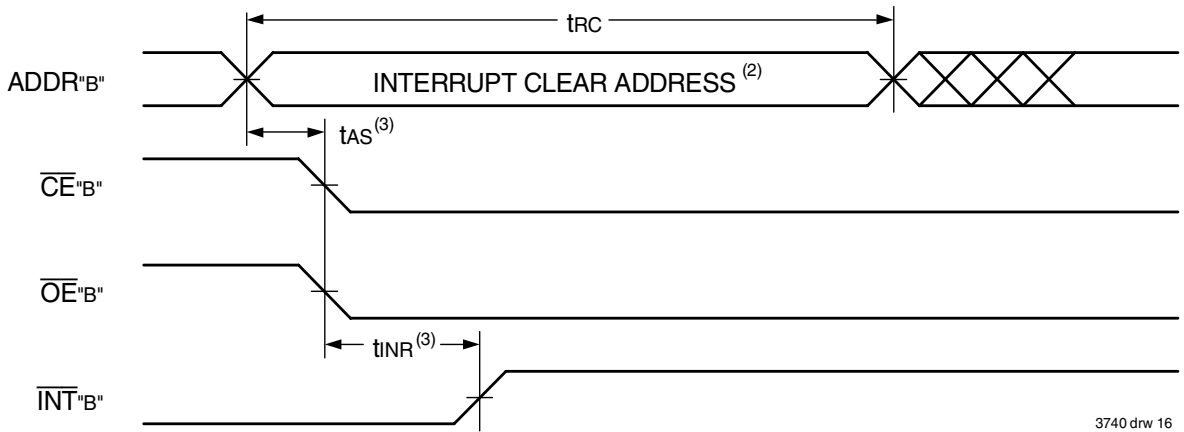 tRC
ADDR"B"
INTERRUPT CLEAR ADDRESS (2)
tAS(3)
CE"B"
OE"B"
tINR(3)
INT"B"
3740 drw 16